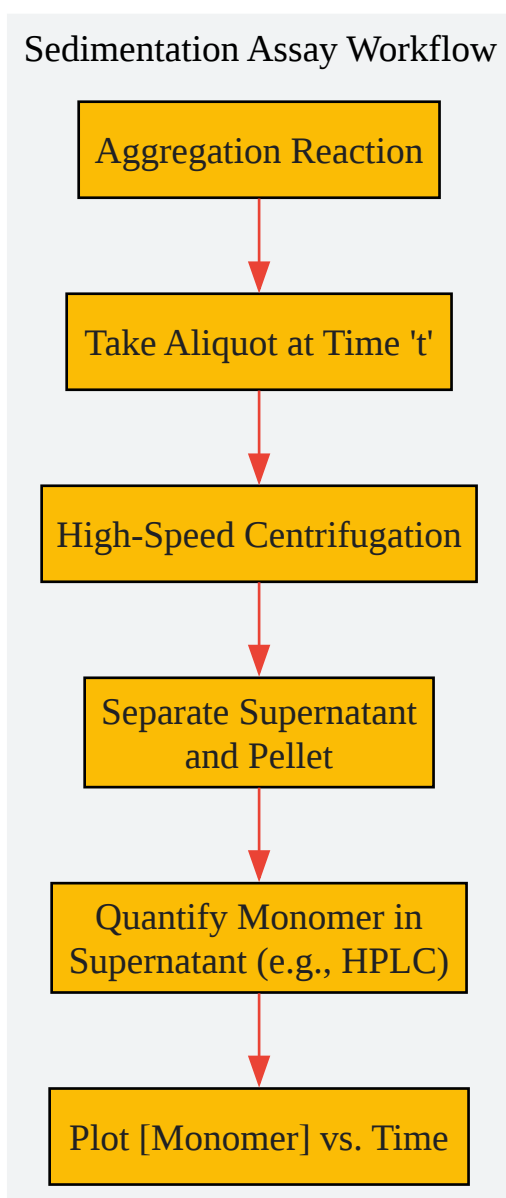 Sedimentation Assay Workflow
Aggregation Reaction
Take Aliquot at Time 't'
High-Speed Centrifugation
Separate Supernatant
and Pellet
Quantify Monomer in
Supernatant (e.g., HPLC)
Plot [Monomer] vs. Time